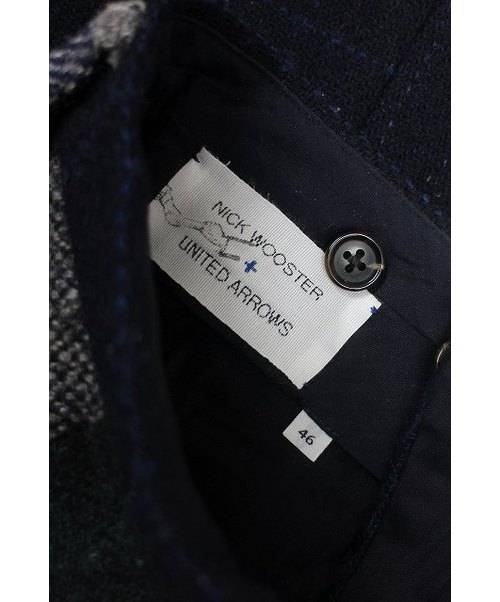 NICK WOOSTER
+
UNITED ARROWS
46